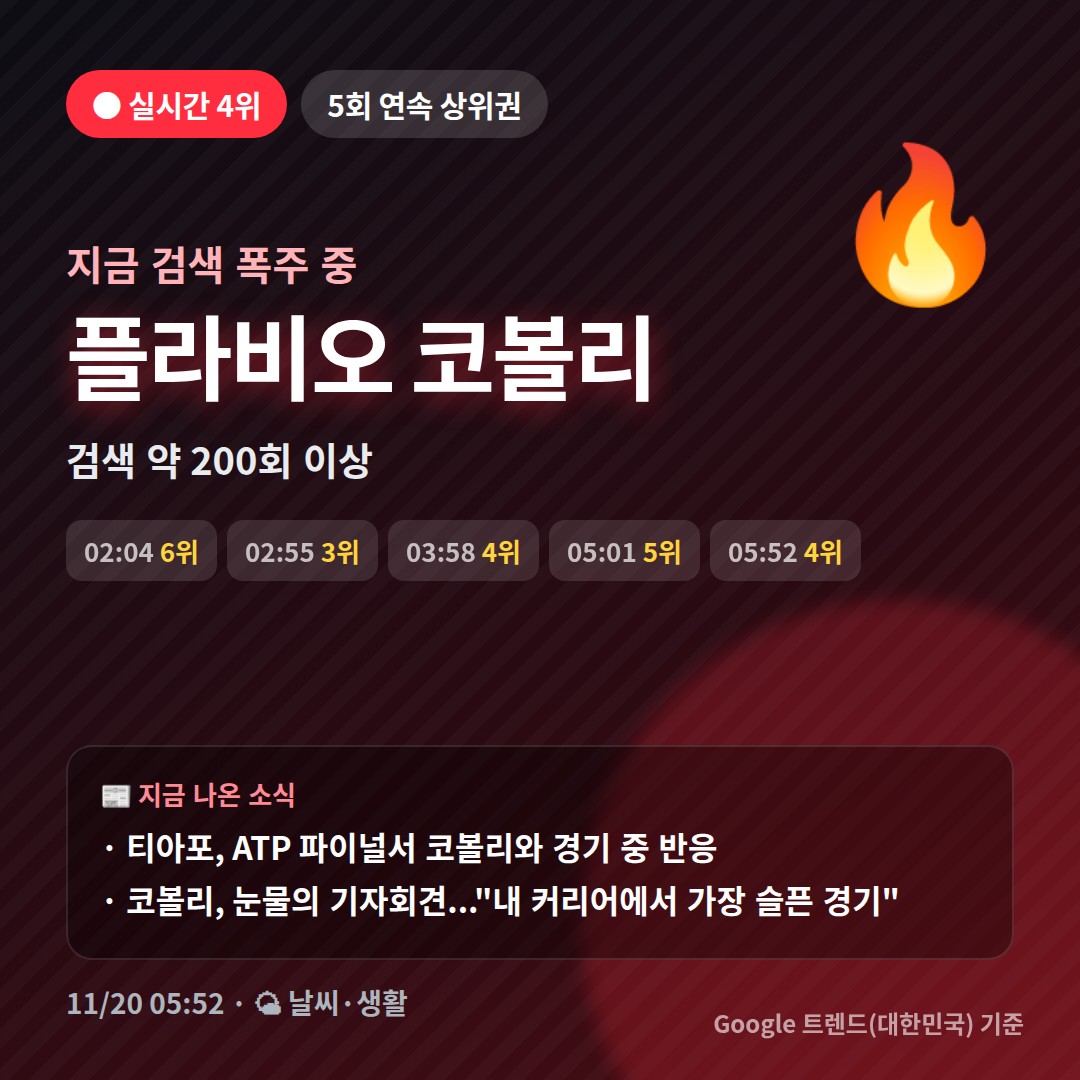 실시간 4위
5회 연속 상위권
지금 검색 폭주 중
플라비오 코볼리
검색 약 200회 이상
02:04 6위
02:55 3위
03:58 4위
05:01 5위
05:52 4위
지금 나온 소식
· 티아포, ATP 파이널서 코볼리와 경기 중 반응
· 코볼리, 눈물의 기자회견..."내 커리어에서 가장 슬픈 경기"
11/20 05:52 · 🌤 날씨·생활
Google 트렌드(대한민국) 기준